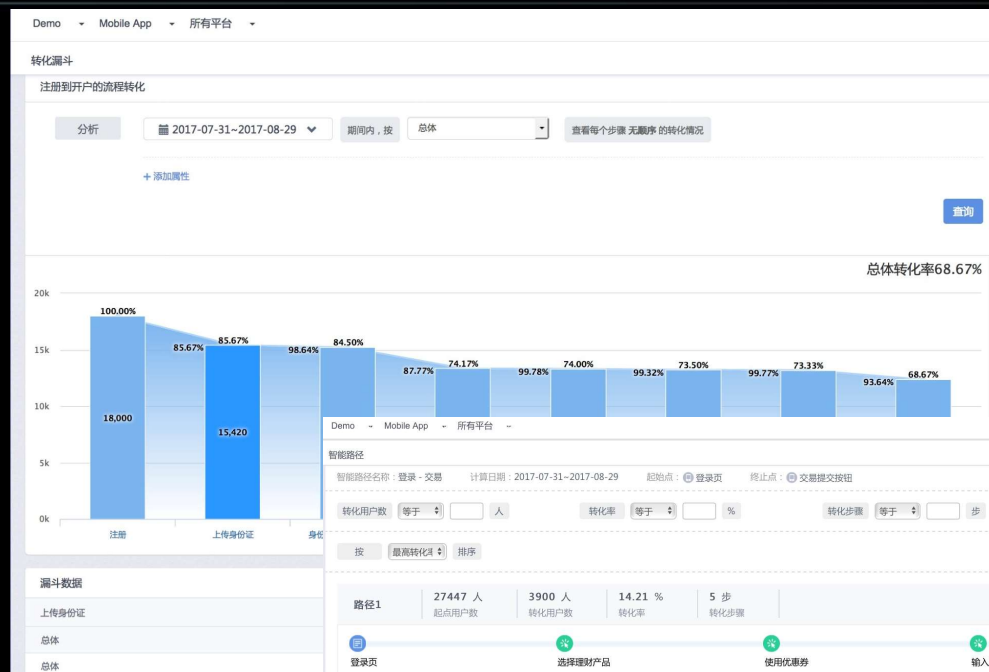 Demo Mobile App 所有平台
转化漏斗
注册到开户的流程转化
分析 2017-07-31~2017-08-29 期间内，按 总体 查看每个步骤 无顺序 的转化情况
+ 添加属性
查询
总体转化率68.67%
20k
15k
10k
5k
0k
100.00%
85.67% 85.67% 98.64% 84.50% 87.77% 74.17% 99.78% 74.00% 99.32% 73.50% 99.77% 73.33% 93.64% 68.67%
18,000
15,420
注册 上传身份证
漏斗数据
上传身份证
总体
总体
Demo Mobile App 所有平台
智能路径
智能路径名称：登录 - 交易 计算日期：2017-07-31~2017-08-29 起始点： 登录页 终止点： 交易提交按钮
转化用户数 等于 人 转化率 等于 % 转化步骤 等于 步
按 最高转化率 排序
路径1 27447 人 3900 人 14.21 % 5 步
起点用户数 转化用户数 转化率 转化步骤
登录页 选择理财产品 使用优惠券 输入